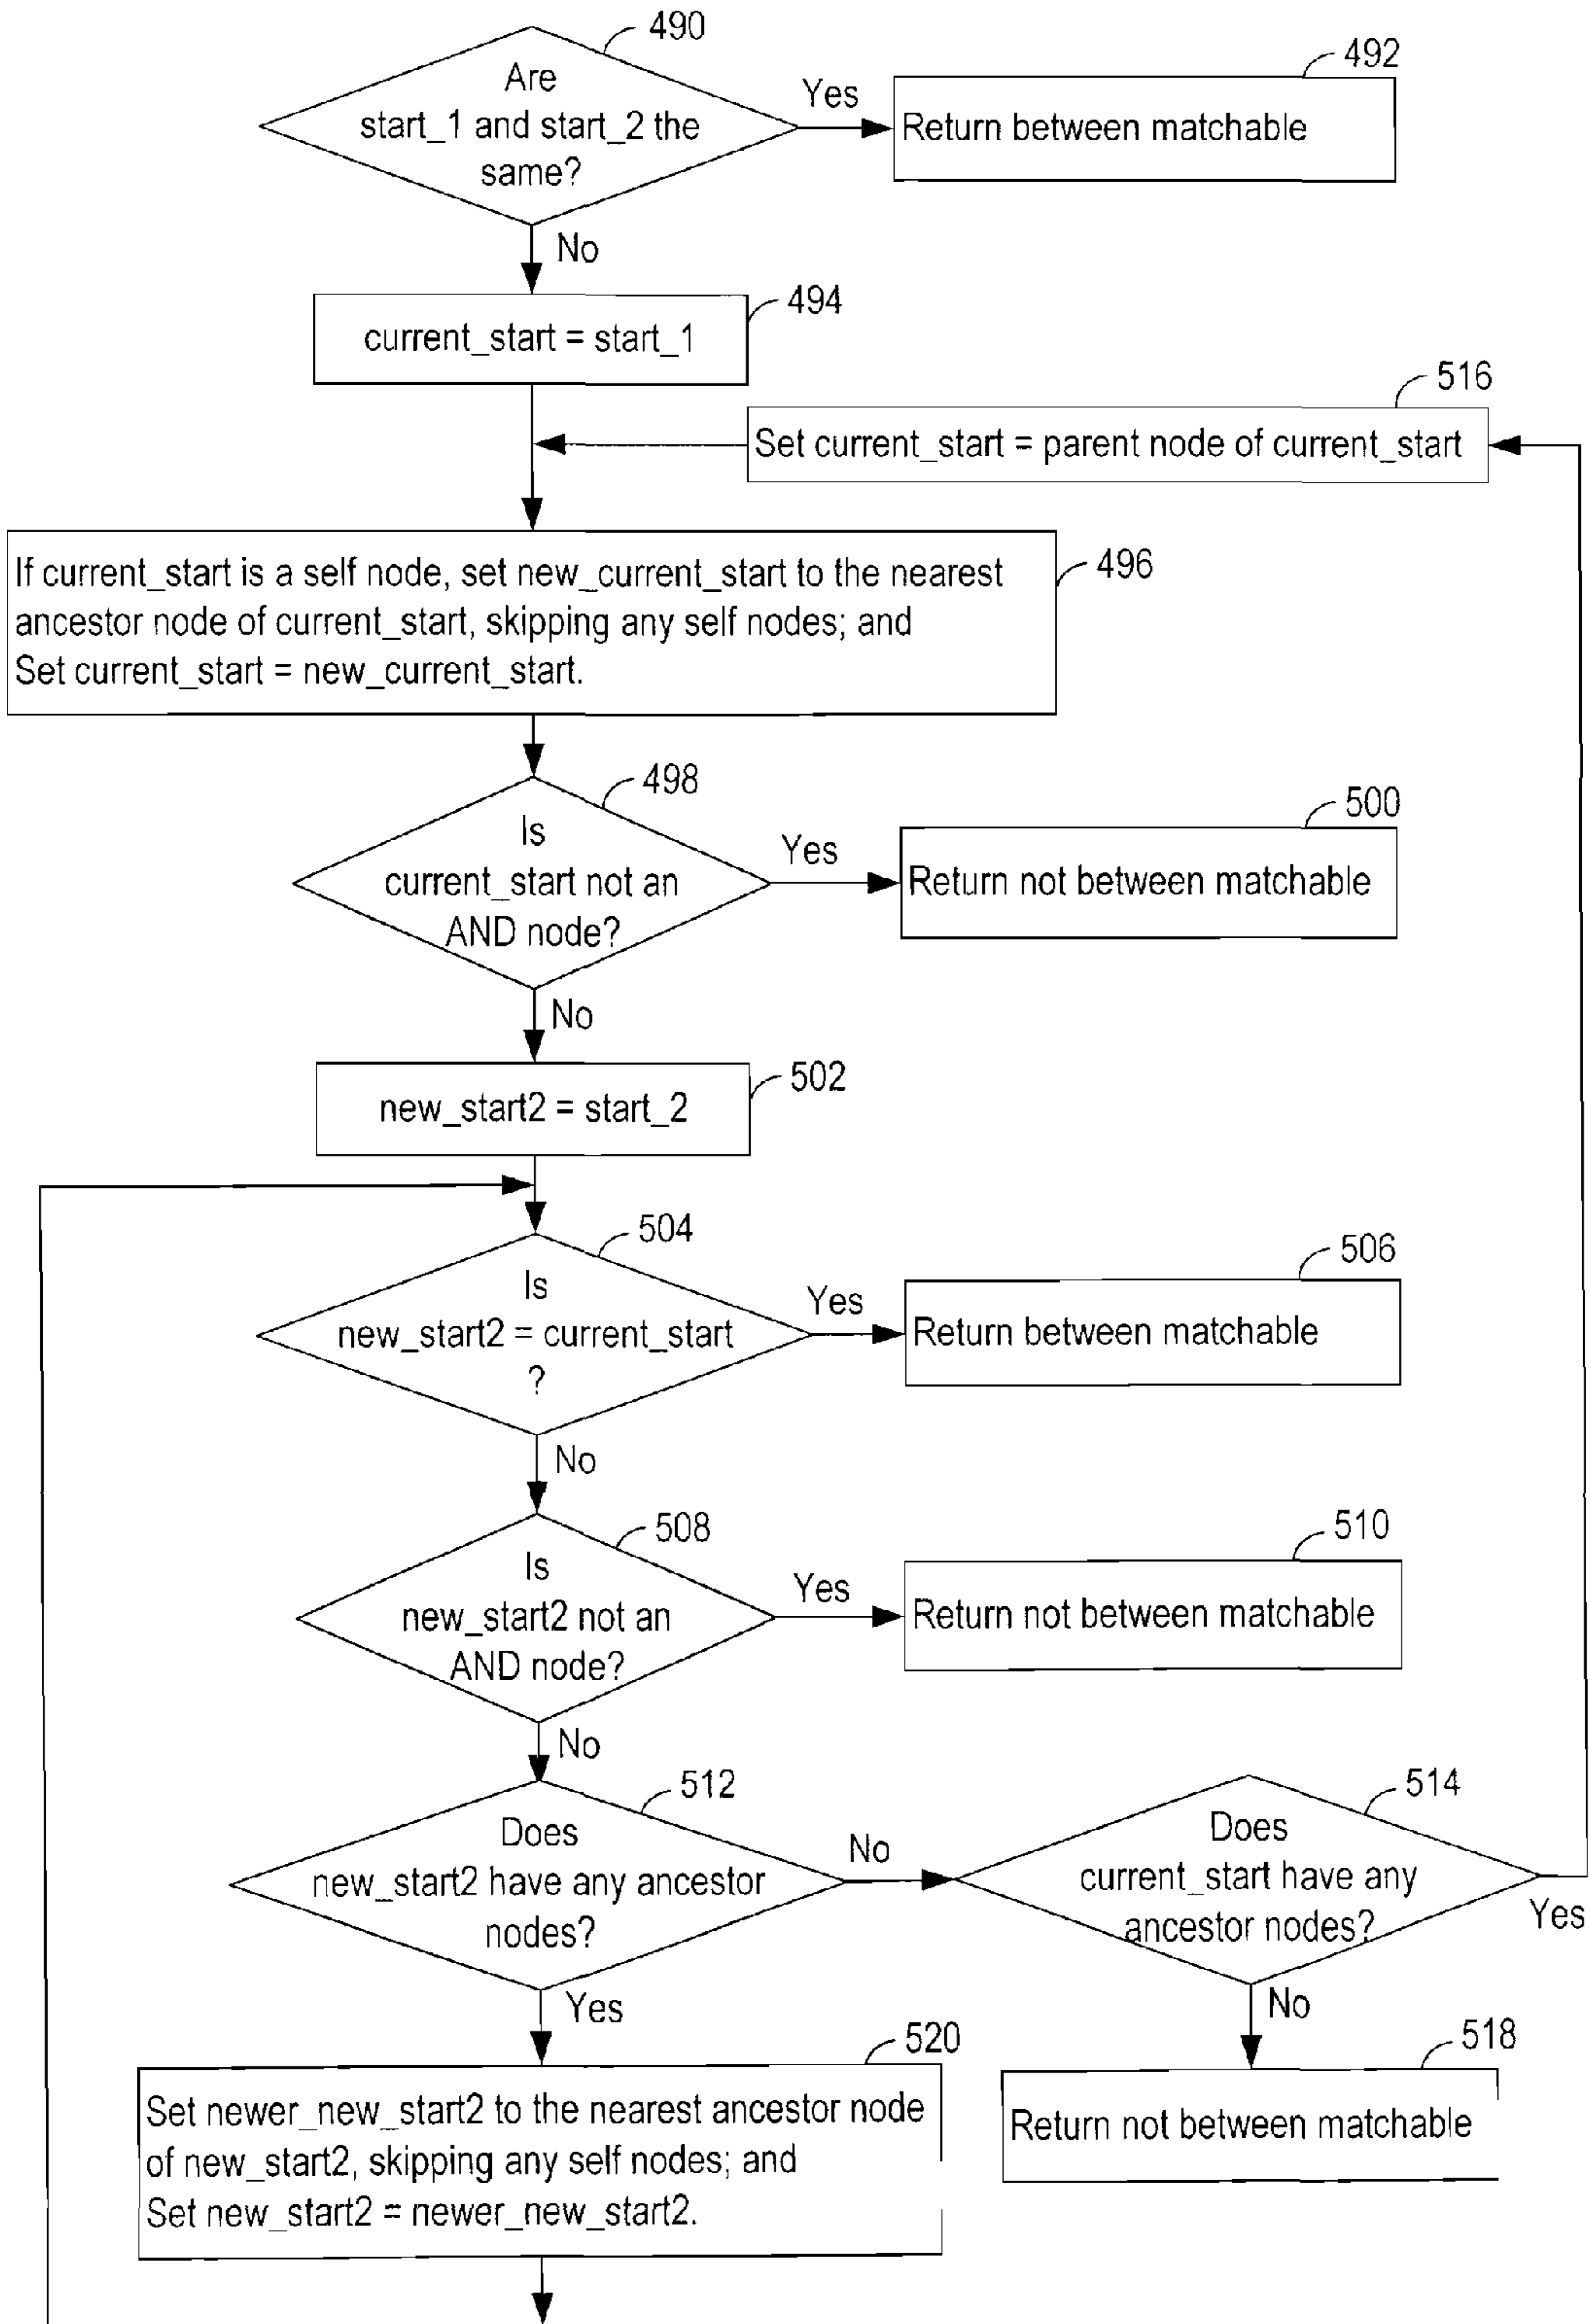 490
Are
start_1 and start_2 the
same?
Yes
492
Return between matchable
No
494
current_start = start_1
516
Set current_start = parent node of current_start
496
If current_start is a self node, set new_current_start to the nearest
ancestor node of current_start, skipping any self nodes; and
Set current_start = new_current_start.
498
Is
current_start not an
AND node?
Yes
500
Return not between matchable
No
502
new_start2 = start_2
504
Is
new_start2 = current_start
?
Yes
506
Return between matchable
No
508
Is
new_start2 not an
AND node?
Yes
510
Return not between matchable
No
512
Does
new_start2 have any ancestor
nodes?
No
514
Does
current_start have any
ancestor nodes?
Yes
Yes
No
520
Set newer_new_start2 to the nearest ancestor node
of new_start2, skipping any self nodes; and
Set new_start2 = newer_new_start2.
518
Return not between matchable